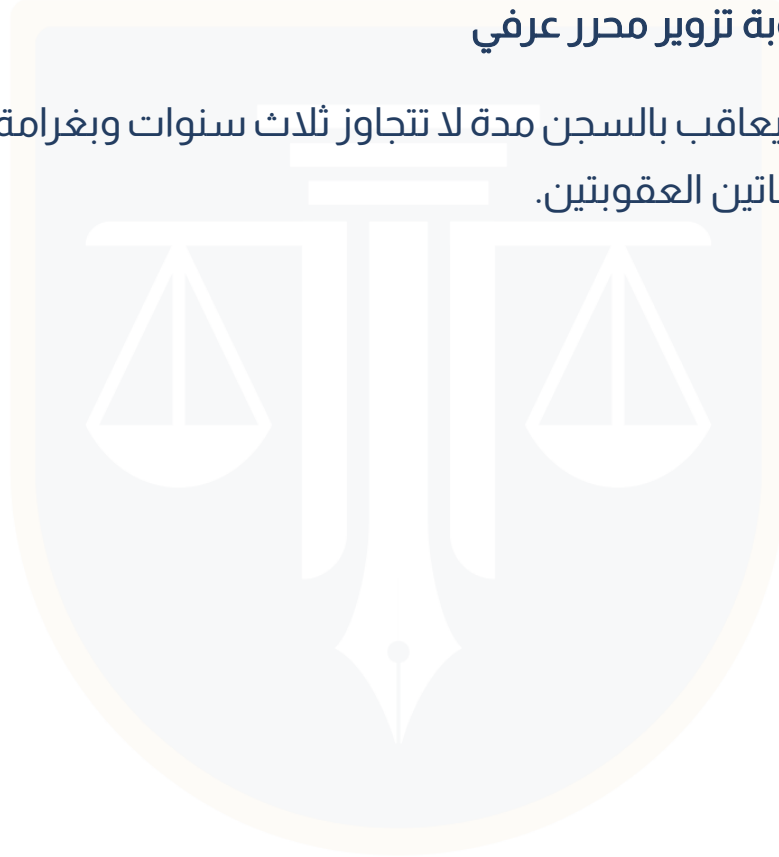 بة تزوير محرر عرفي
يعاقب بالسجن مدة لا تتجاوز ثلاث سنوات وبغرامة
اتين العقوبتين.